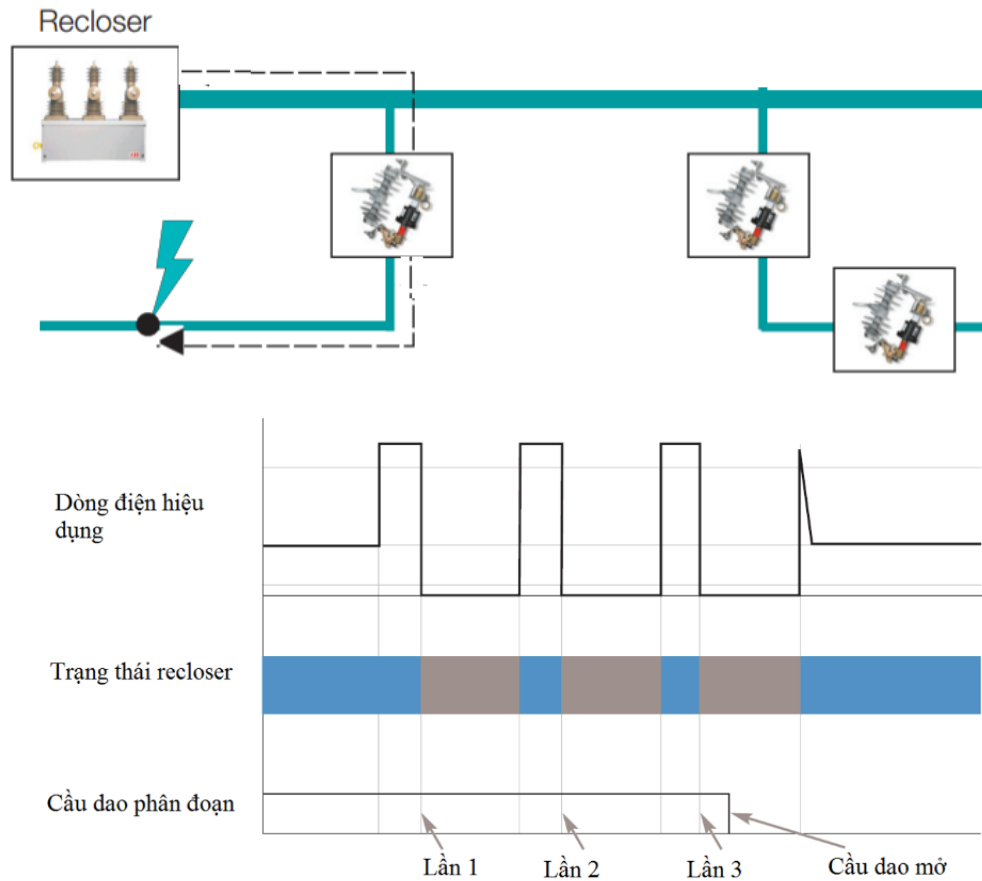 Recloser
Dòng điện hiệu
dụng
Trạng thái recloser
Cầu dao phân đoạn
Lần 1
Lần 2
Lần 3
Cầu dao mở